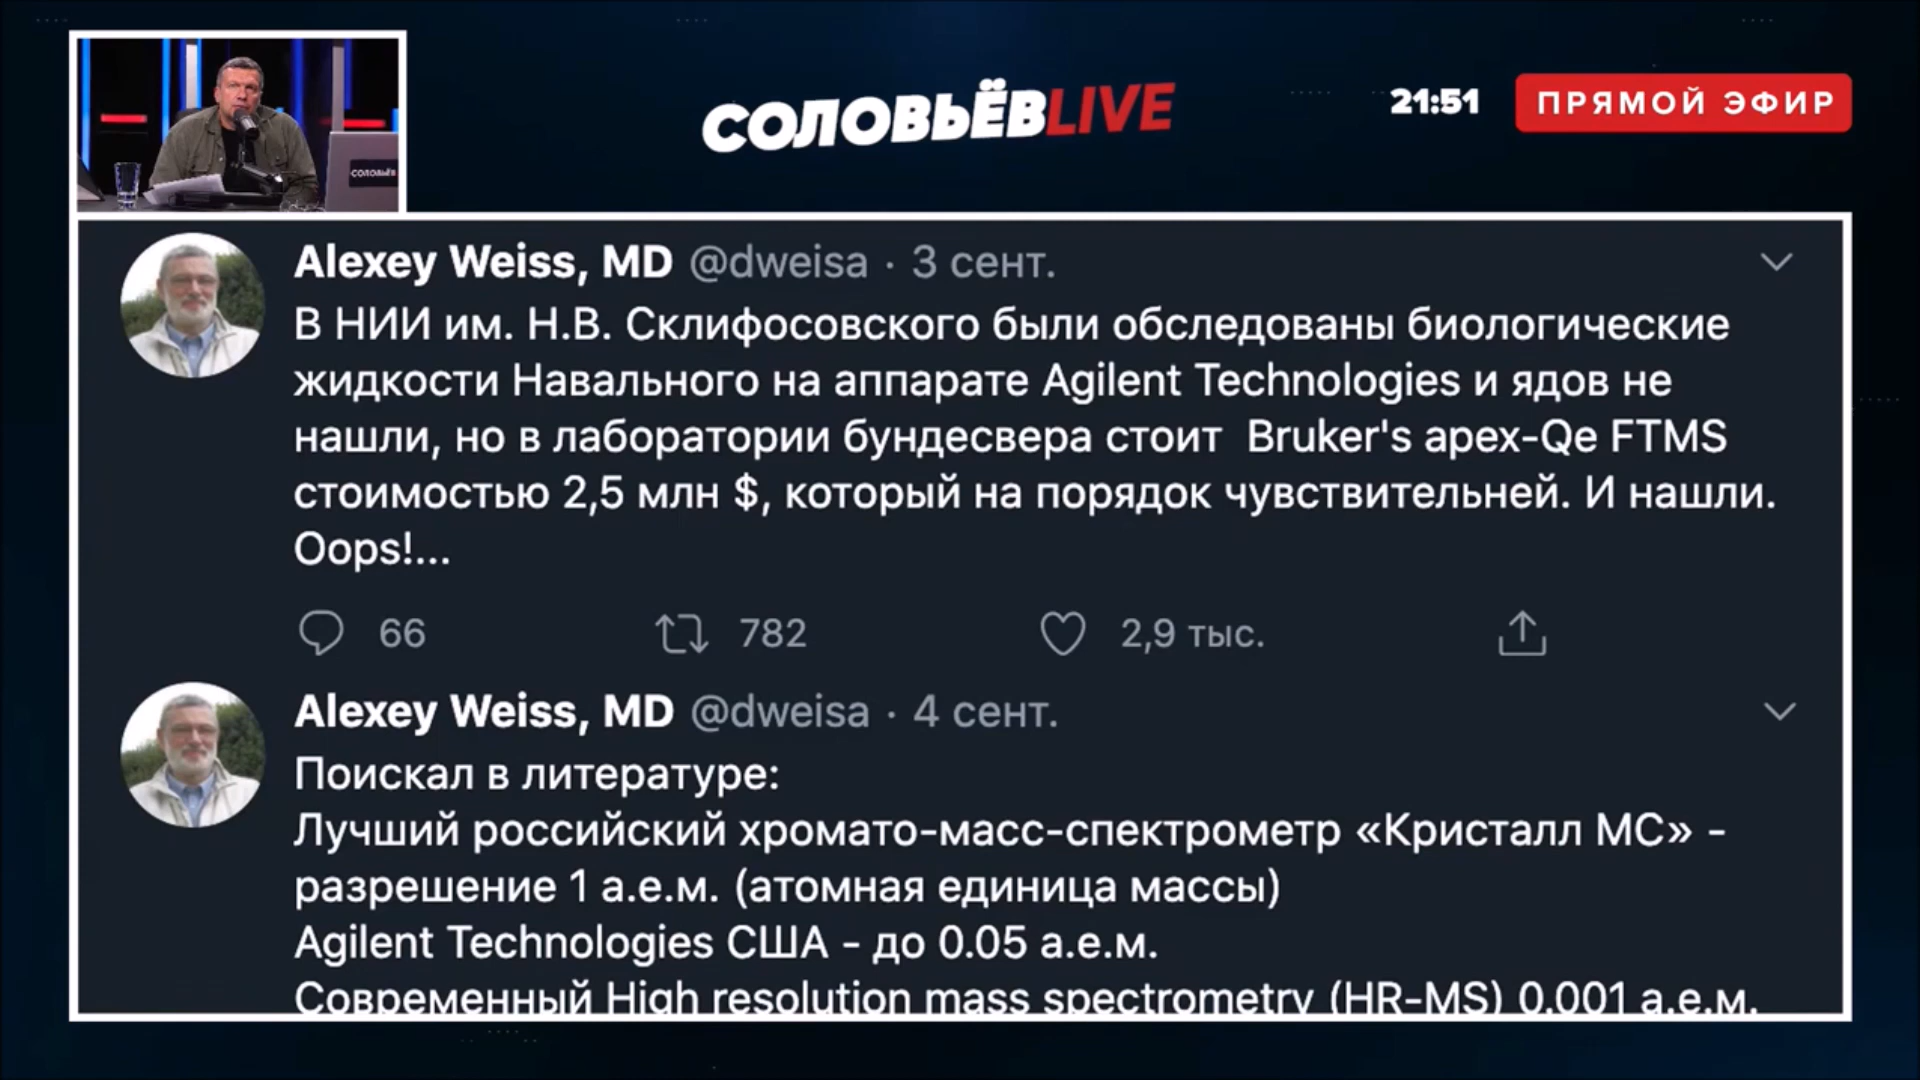 СОЛОВЬЁВLIVE
21:51
ПРЯМОЙ ЭФИР
СОЛОВЬЁВ
Alexey Weiss, MD @dweisa · 3 сент.
В НИИ им. Н.В. Склифосовского были обследованы биологические
жидкости Навального на аппарате Agilent Technologies и ядов не
нашли, но в лаборатории бундесвера стоит Bruker's apex-Qe FTMS
стоимостью 2,5 млн $, который на порядок чувствительней. И нашли.
Oops!...
66 782 2,9 тыс.
Alexey Weiss, MD @dweisa · 4 сент.
Поискал в литературе:
Лучший российский хромато-масс-спектрометр «Кристалл МС» -
разрешение 1 а.е.м. (атомная единица массы)
Agilent Technologies США - до 0.05 а.е.м.
Современный High resolution mass spectrometry (HR-MS) 0.001 а.е.м.